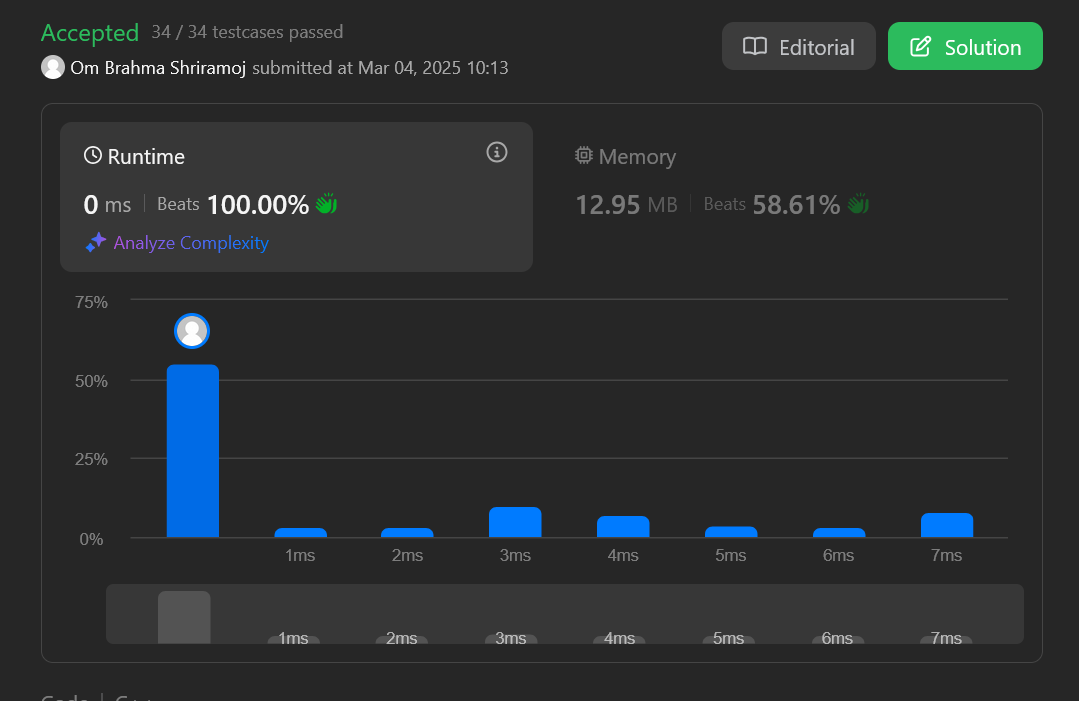 Accepted 34 / 34 testcases passed
Editorial
Solution
Om Brahma Shriramoj submitted at Mar 04, 2025 10:13
Runtime
0 ms | Beats 100.00%
Analyze Complexity
Memory
12.95 MB | Beats 58.61%
75%
50%
25%
0%
1ms 2ms 3ms 4ms 5ms 6ms 7ms
1ms 2ms 3ms 4ms 5ms 6ms 7ms